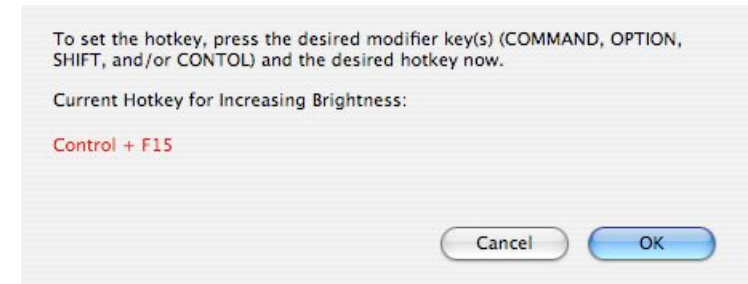 To set the hotkey, press the desired modifier key(s) (COMMAND, OPTION,
SHIFT, and/or CONTOL) and the desired hotkey now.
Current Hotkey for Increasing Brightness:
Control + F15
Cancel OK